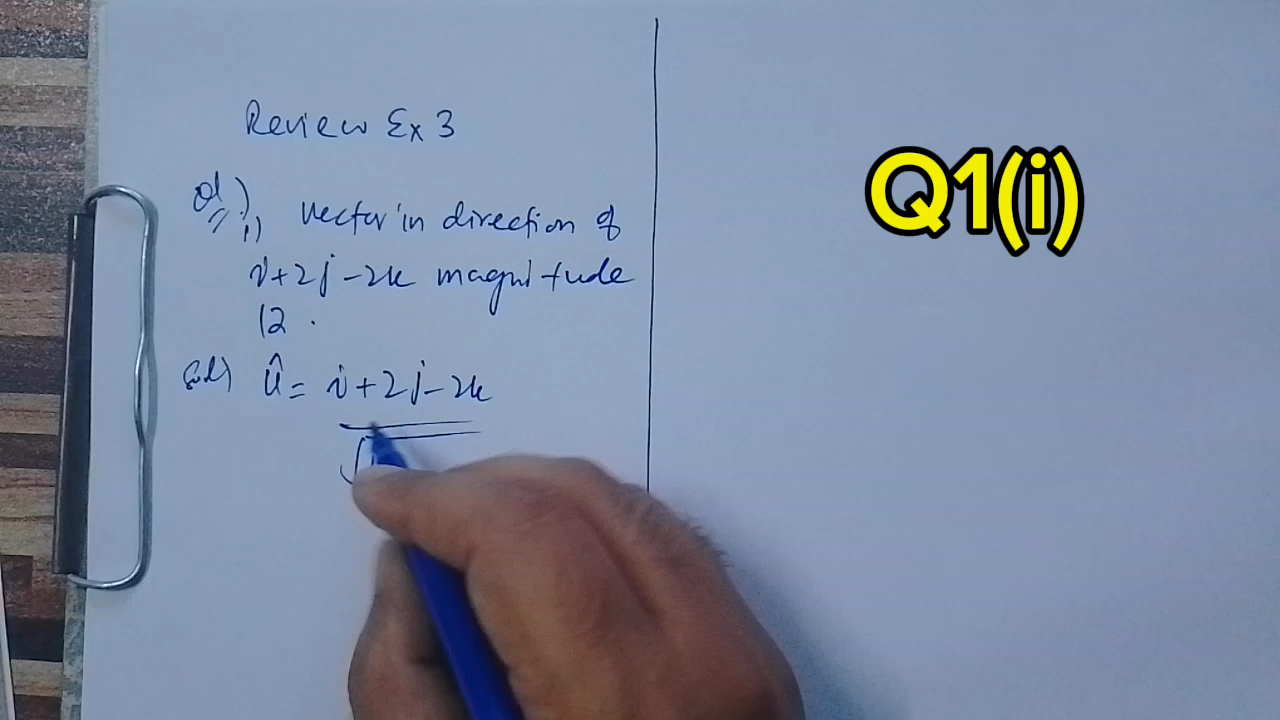 Review Ex 3
Q1)
i) vector in direction of
i+2j-2k magnitude
12.
Sol) û = i+2j-2k
√
Q1(i)